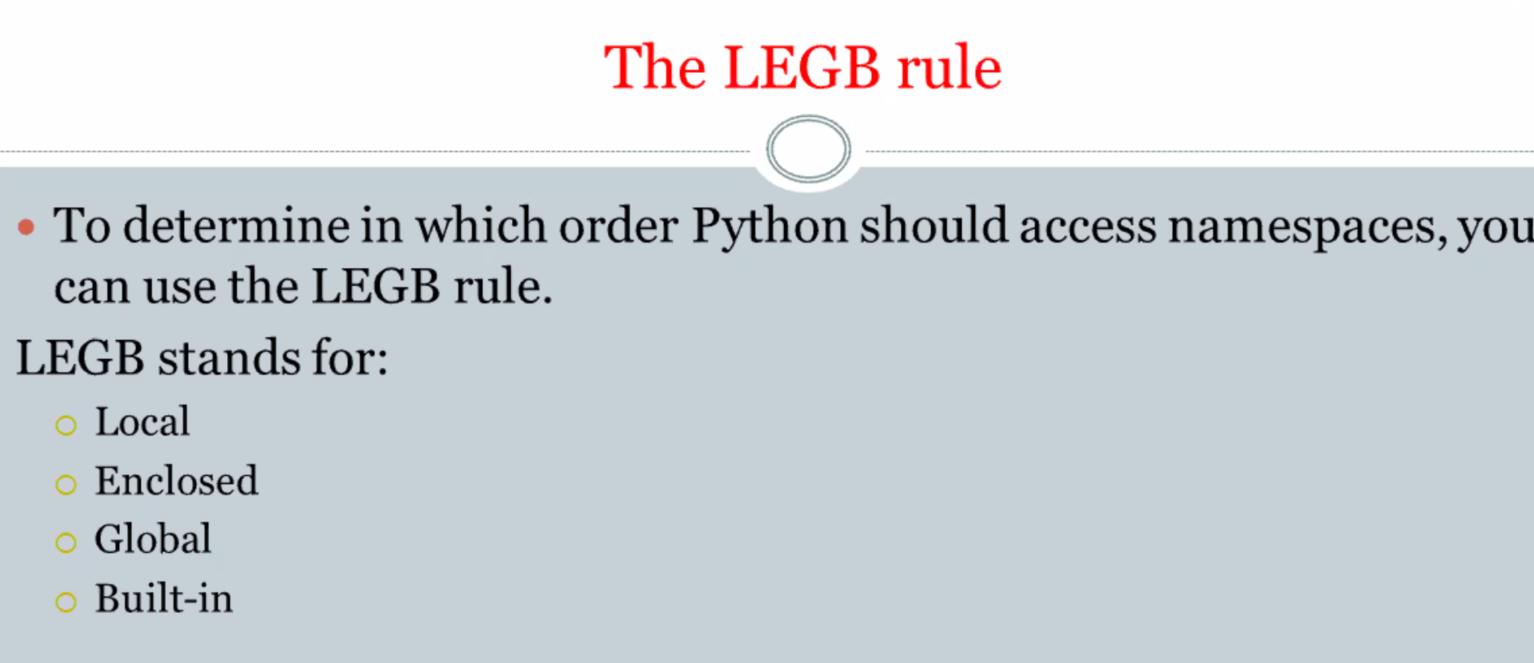 The LEGB rule
To determine in which order Python should access namespaces, you
can use the LEGB rule.
LEGB stands for:
Local
Enclosed
Global
Built-in